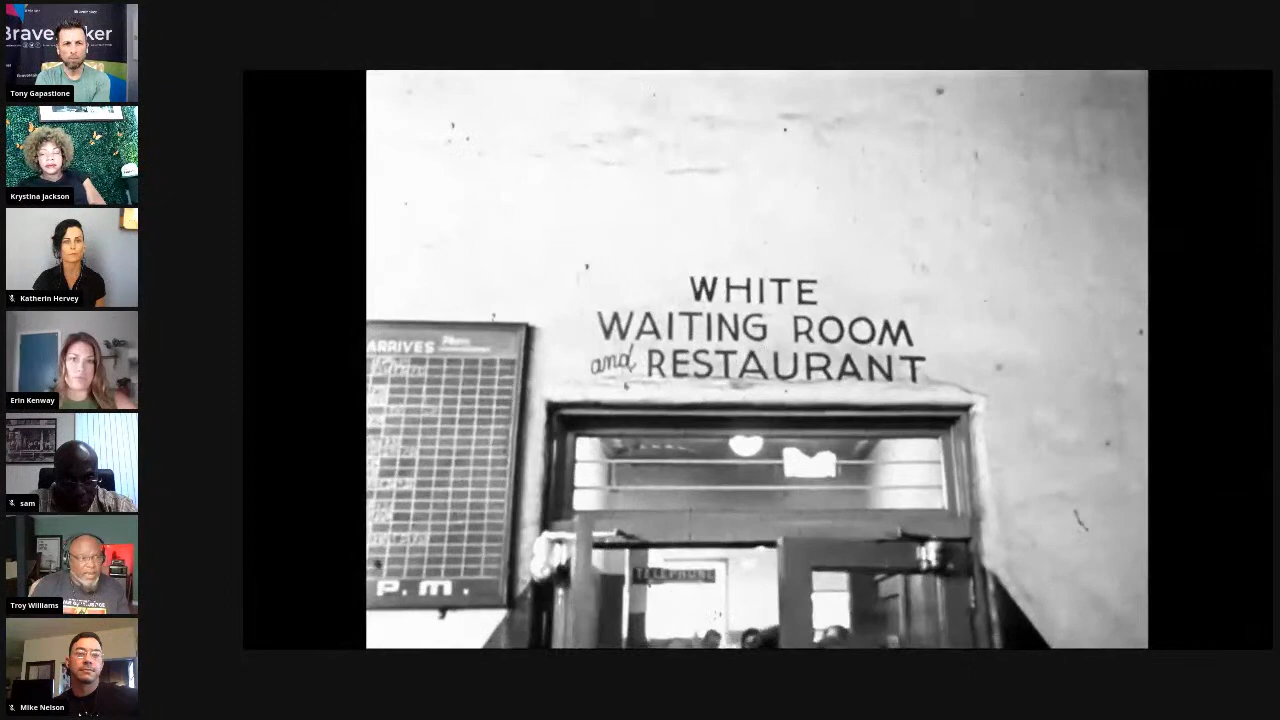 BraveMaker
Tony Gapastione
Krystina Jackson
Katherin Hervey
Erin Kenway
sam
Troy Williams
Mike Nelson
WHITE
WAITING ROOM
and RESTAURANT
ARRIVES
P.M.
TELEPHONE